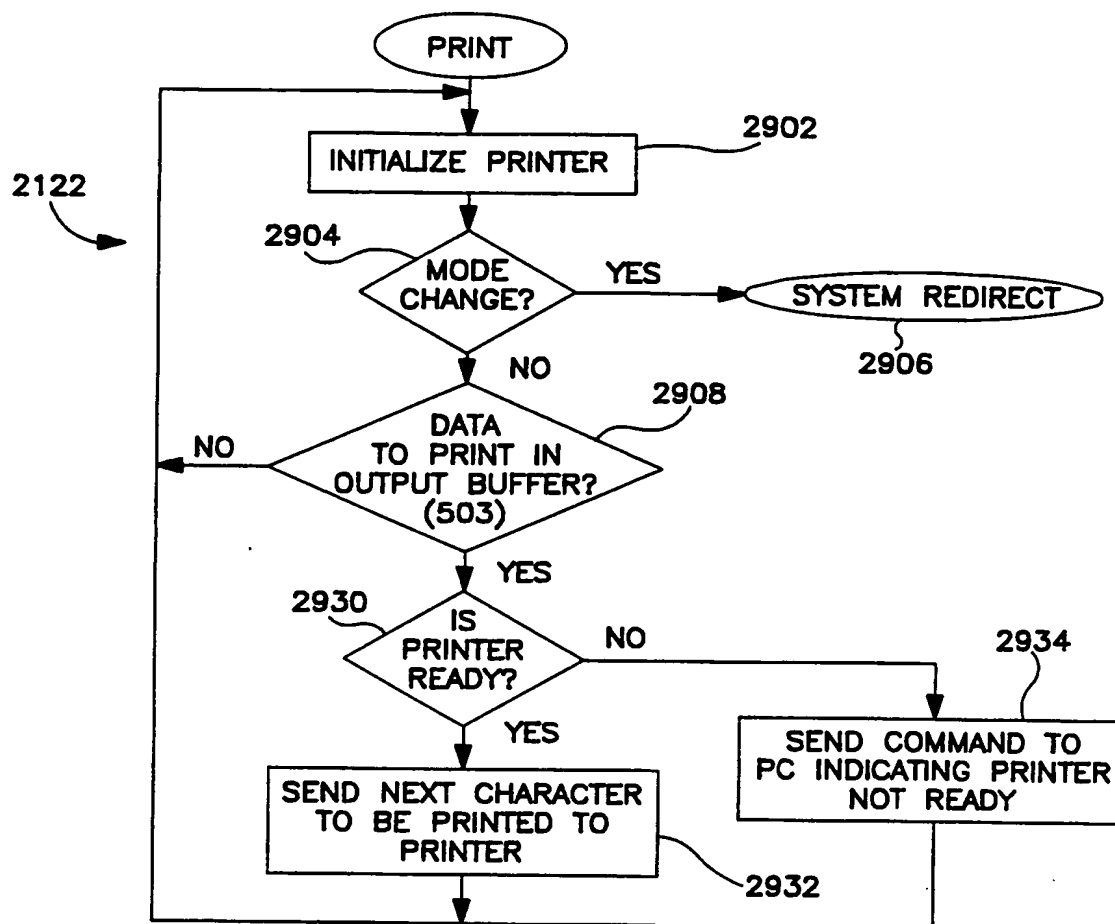 PRINT
2902
INITIALIZE PRINTER
2122
2904
MODE
CHANGE?
YES
SYSTEM REDIRECT
2906
NO
2908
DATA
TO PRINT IN
OUTPUT BUFFER?
(503)
NO
YES
2930
IS
PRINTER
READY?
NO
2934
YES
SEND COMMAND TO
PC INDICATING PRINTER
NOT READY
SEND NEXT CHARACTER
TO BE PRINTED TO
PRINTER
2932